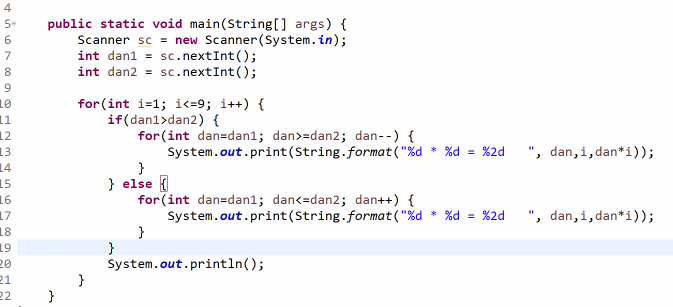 4
5 public static void main(String[] args) {
6 Scanner sc = new Scanner(System.in);
7 int dan1 = sc.nextInt();
8 int dan2 = sc.nextInt();
9
10 for(int i=1; i<=9; i++) {
11 if(dan1>dan2) {
12 for(int dan=dan1; dan>=dan2; dan--) {
13 System.out.print(String.format("%d * %d = %2d   ", dan,i,dan*i));
14 }
15 } else {
16 for(int dan=dan1; dan<=dan2; dan++) {
17 System.out.print(String.format("%d * %d = %2d   ", dan,i,dan*i));
18 }
19 }
20 System.out.println();
21 }
22 }